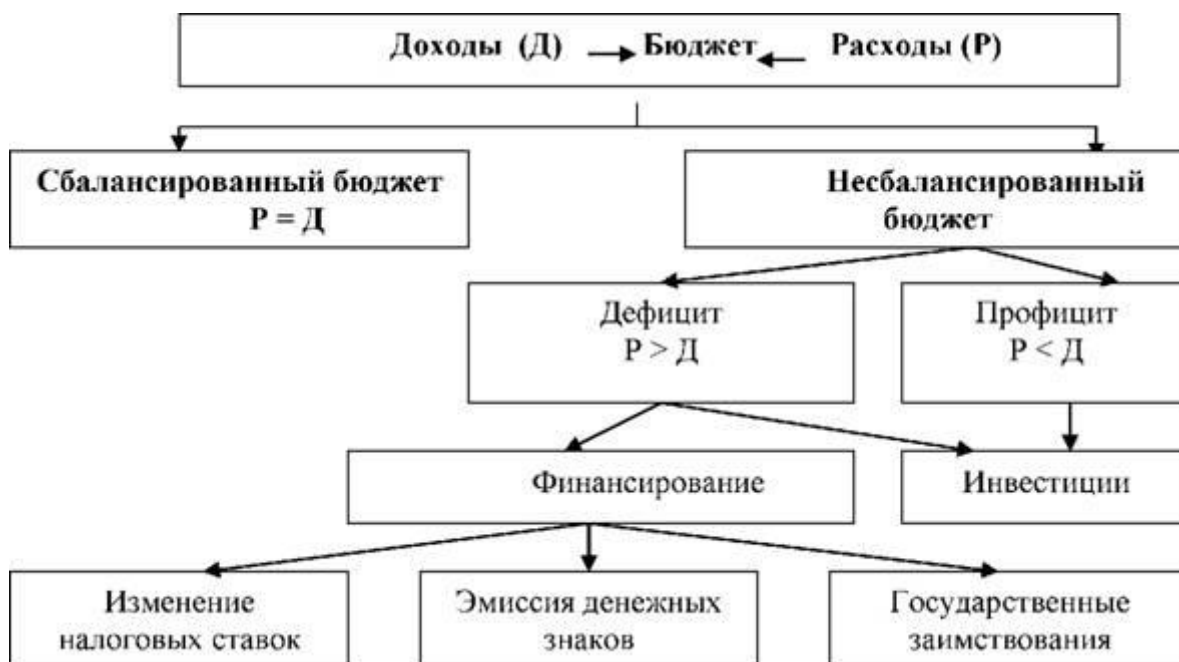 Доходы (Д) Бюджет Расходы (Р)
Сбалансированный бюджет
Р = Д
Несбалансированный
бюджет
Дефицит
Р > Д
Профицит
Р < Д
Финансирование
Инвестиции
Изменение
налоговых ставок
Эмиссия денежных
знаков
Государственные
заимствования